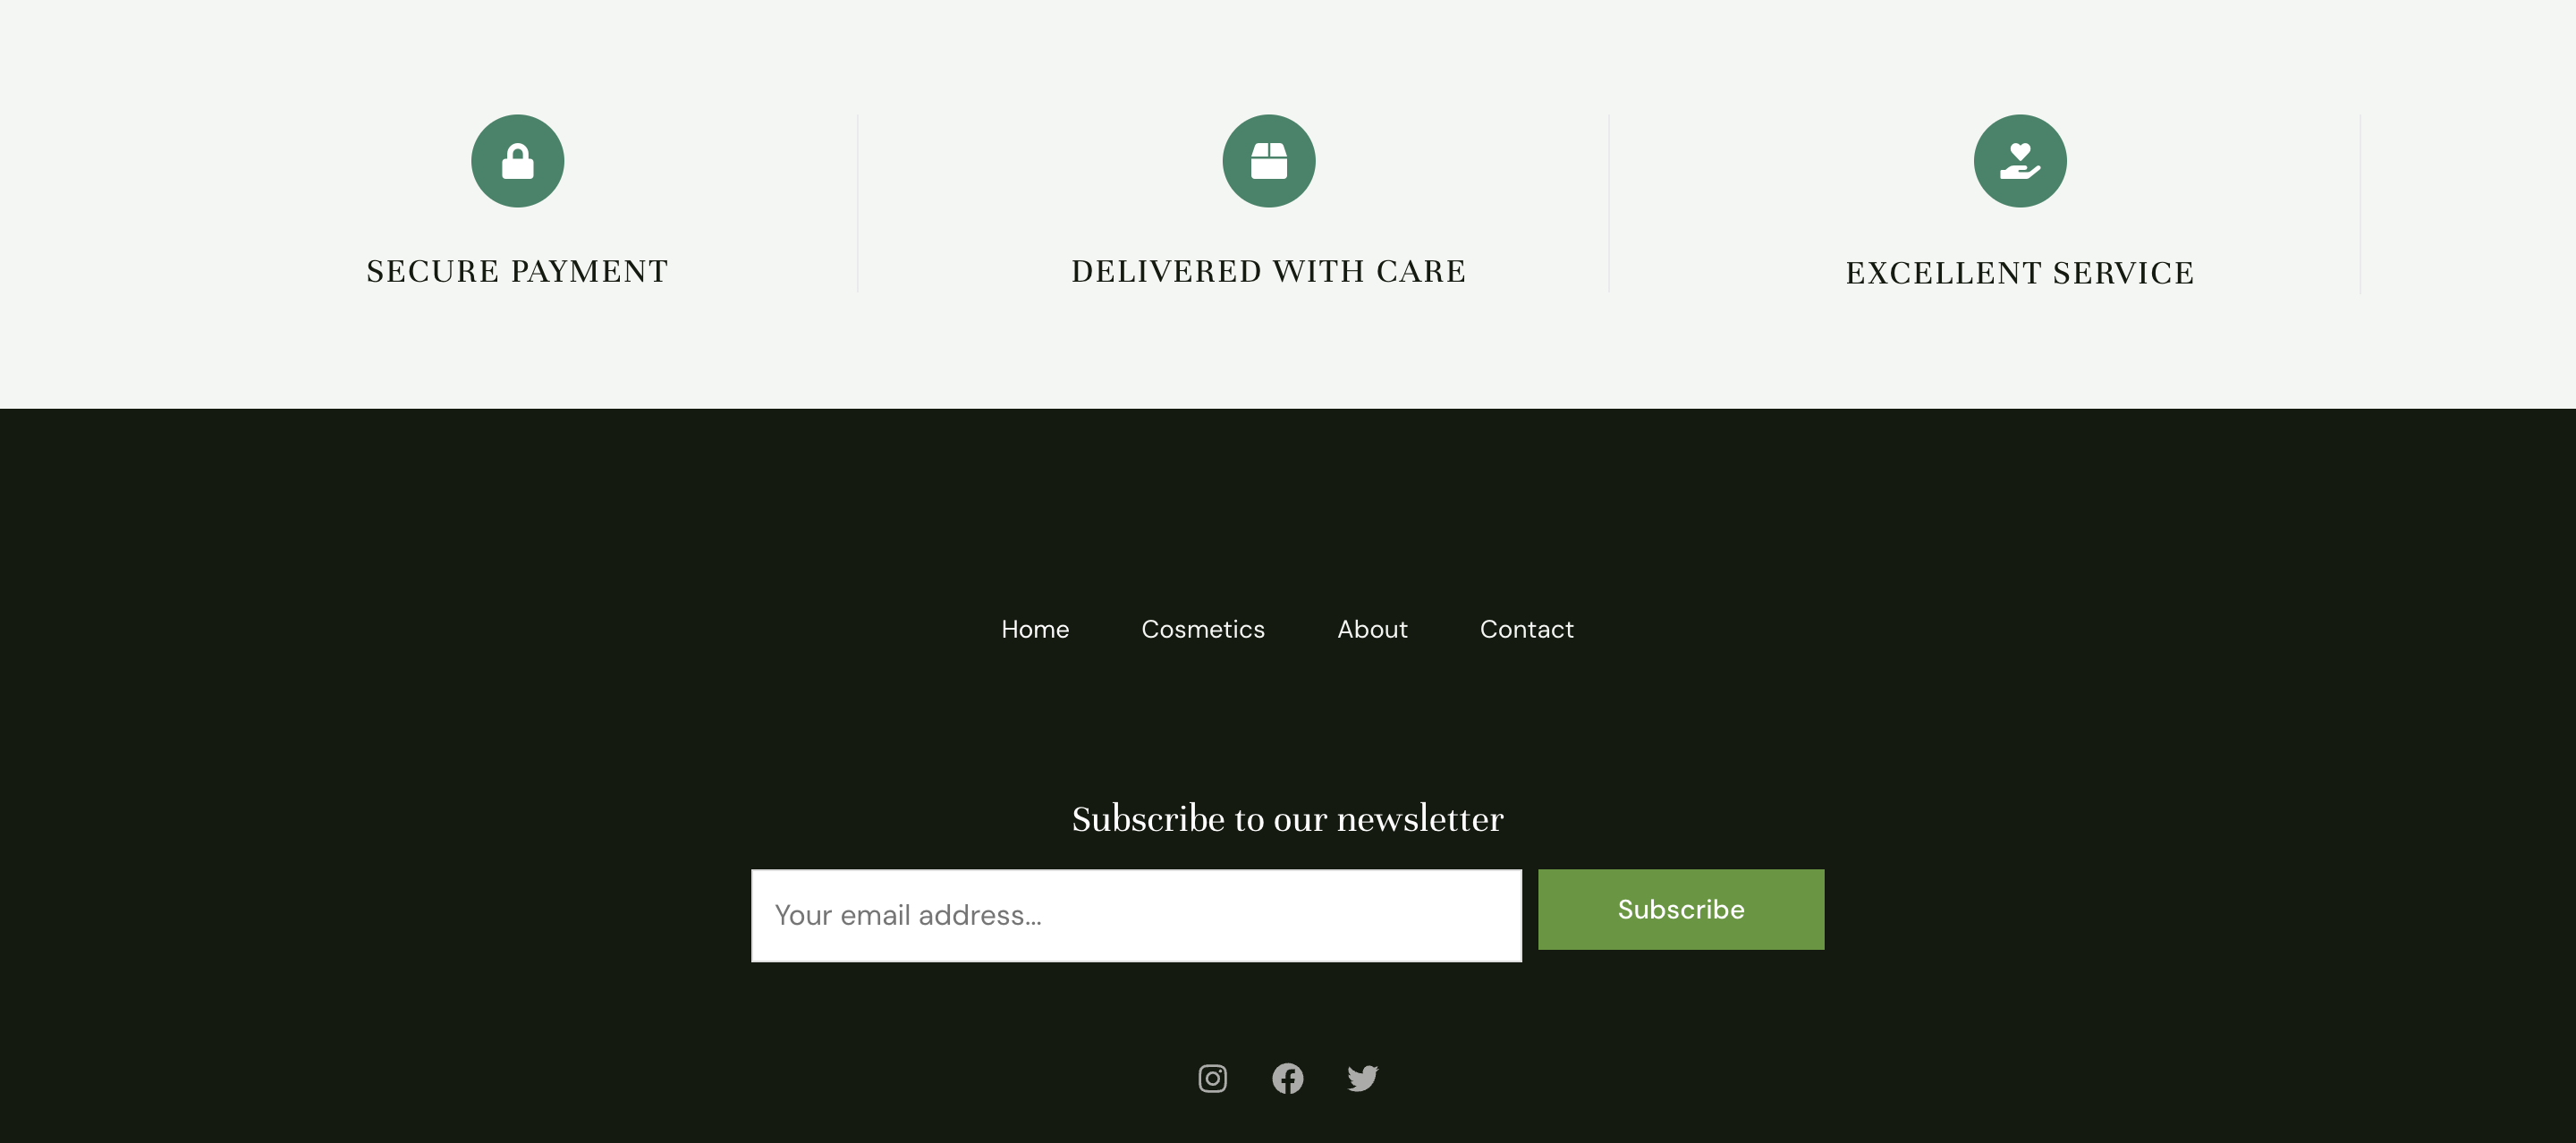 SECURE PAYMENT
DELIVERED WITH CARE
EXCELLENT SERVICE
Home
Cosmetics
About
Contact
Subscribe to our newsletter
Your email address...
Subscribe